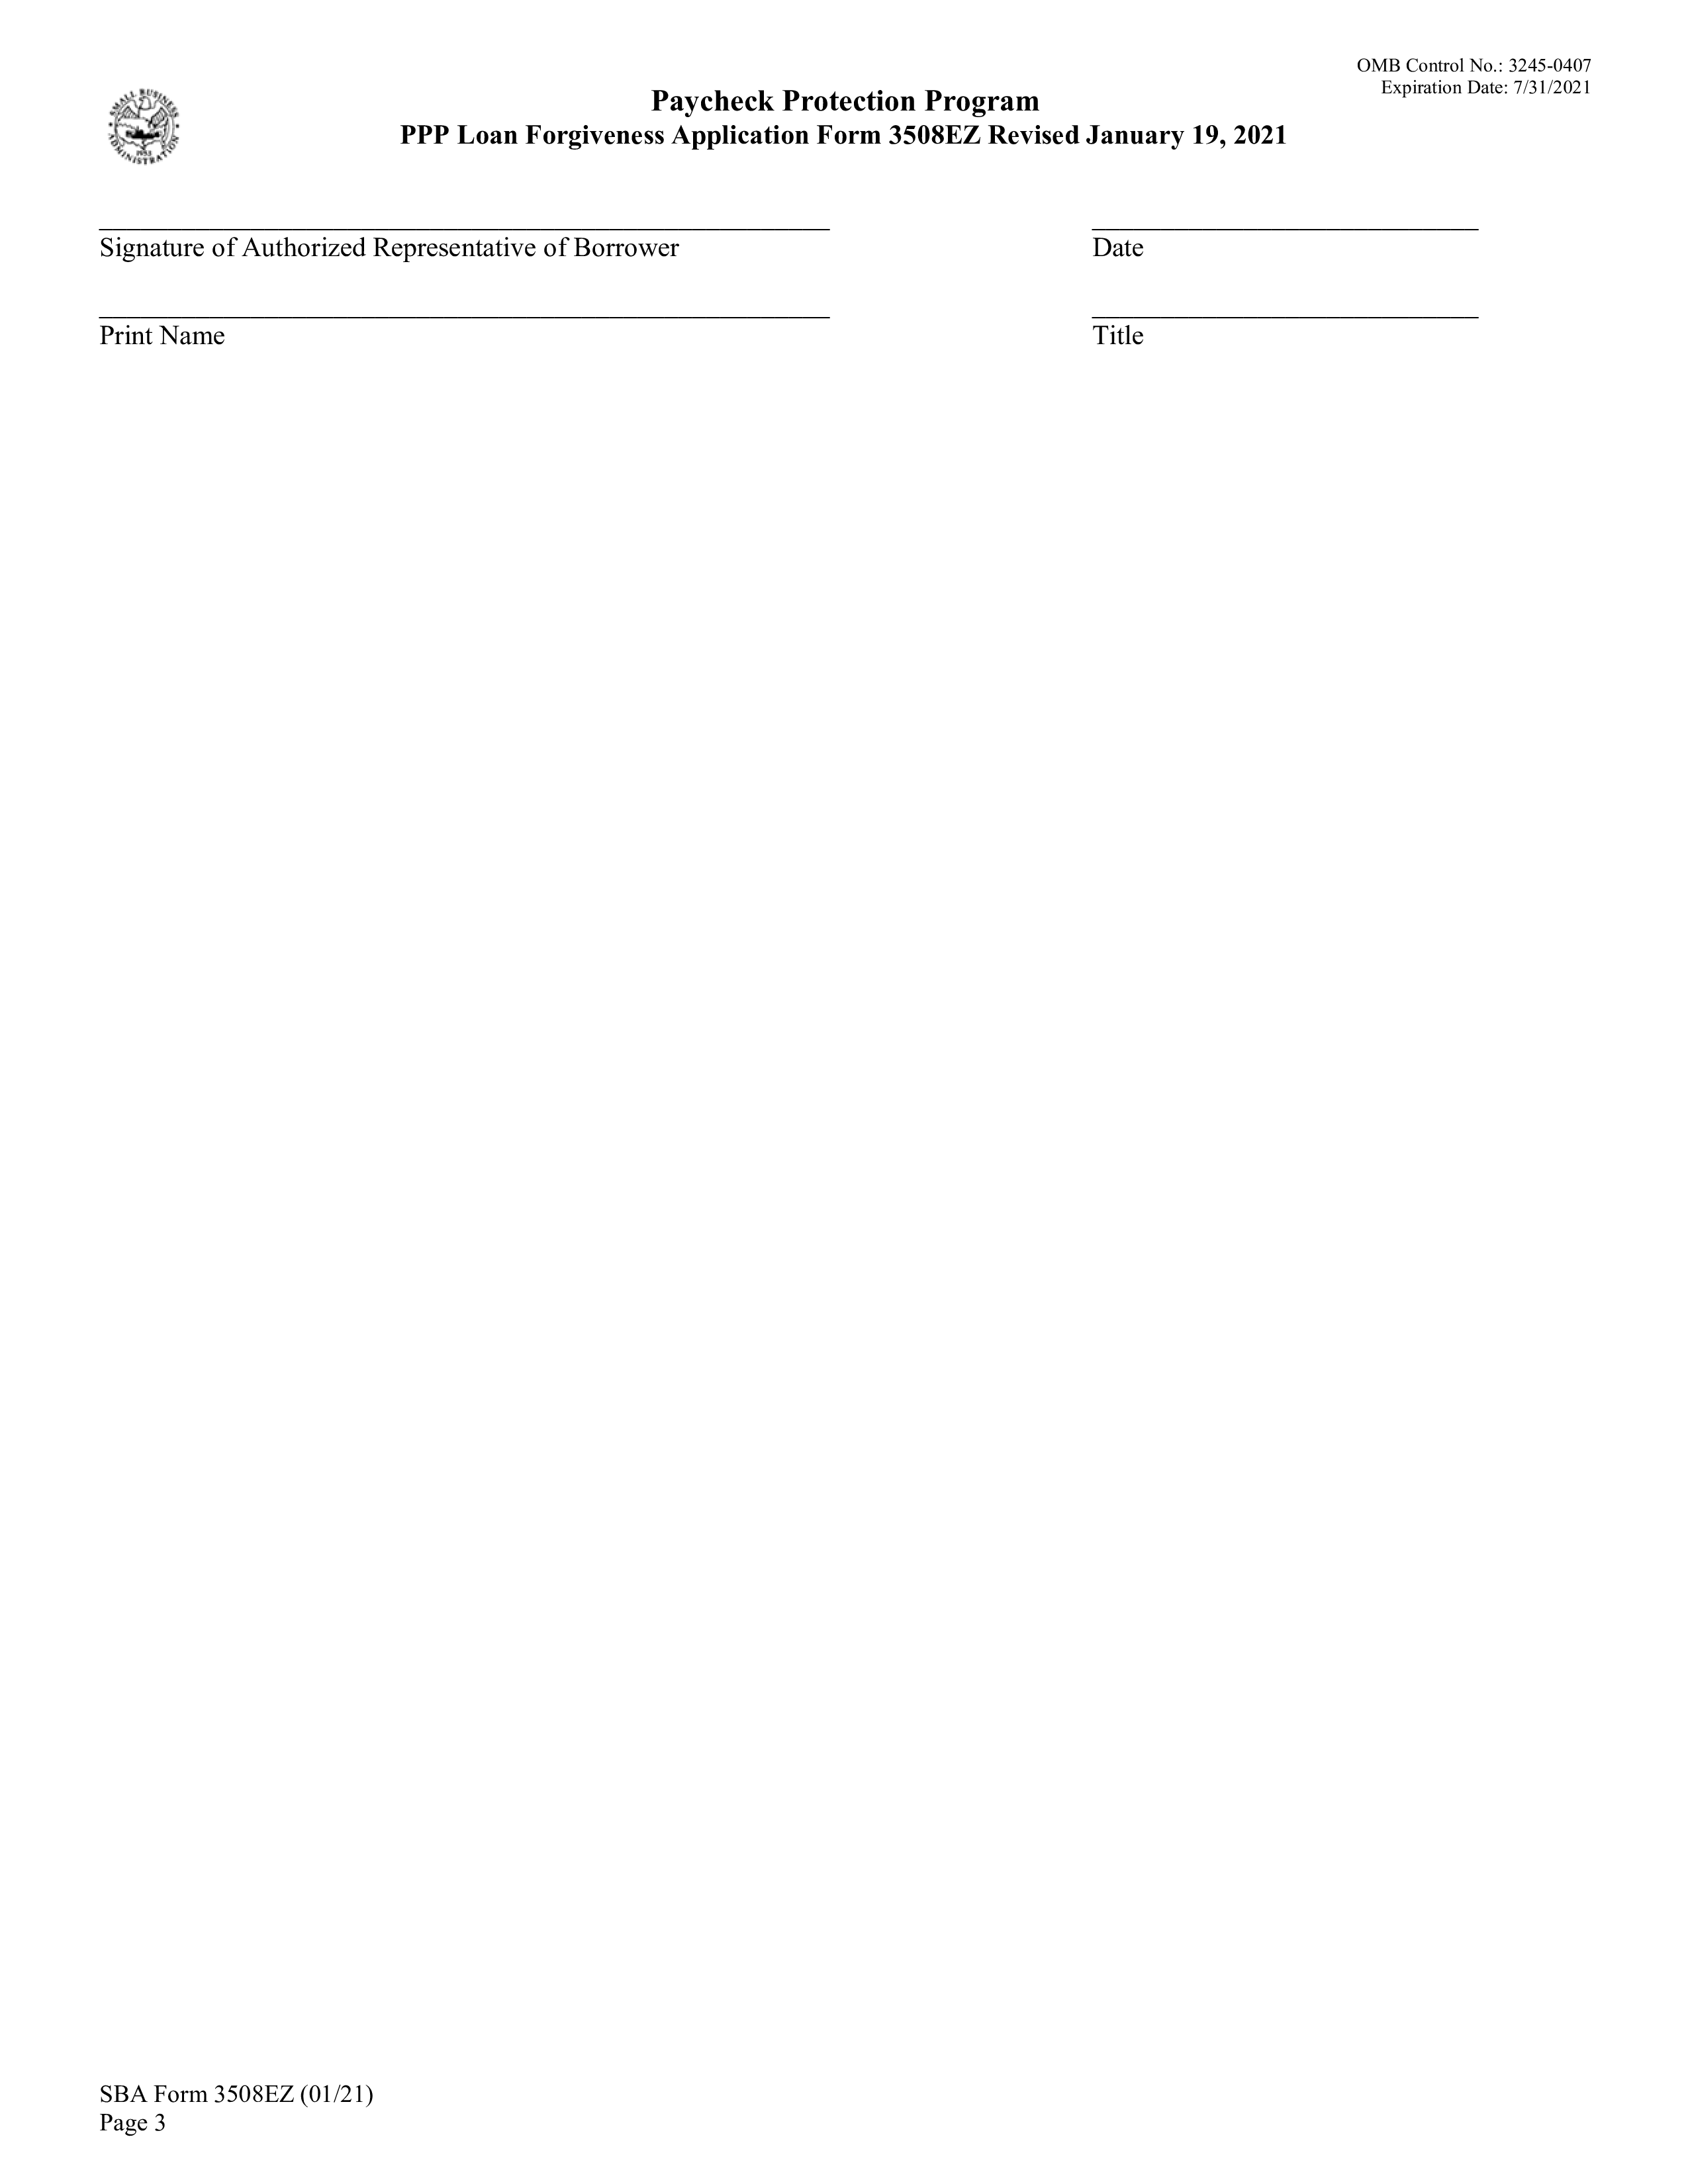 OMB Control No.: 3245-0407
Expiration Date: 7/31/2021
Paycheck Protection Program
PPP Loan Forgiveness Application Form 3508EZ Revised January 19, 2021
SMALL BUSINESS ADMINISTRATION
1953
Signature of Authorized Representative of Borrower
Date
Print Name
Title
SBA Form 3508EZ (01/21)
Page 3